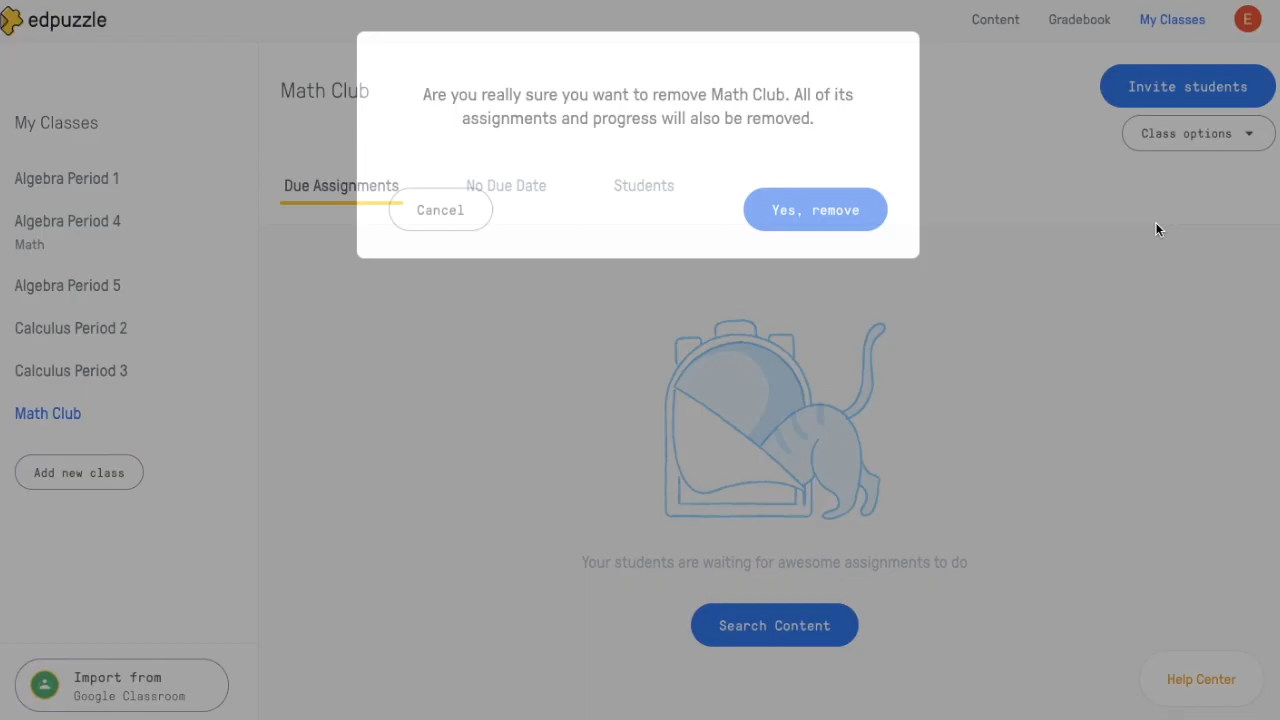 edpuzzle
Content
Gradebook
My Classes
E
My Classes
Algebra Period 1
Algebra Period 4
Math
Algebra Period 5
Calculus Period 2
Calculus Period 3
Math Club
Add new class
Import from
Google Classroom
Math Club
Invite students
Class options
Are you really sure you want to remove Math Club. All of its
assignments and progress will also be removed.
Due Assignments
No Due Date
Students
Cancel
Yes, remove
Your students are waiting for awesome assignments to do
Search Content
Help Center